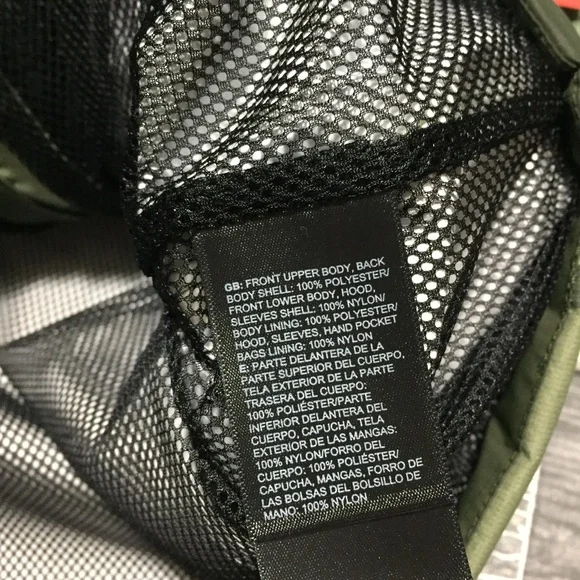 GB: FRONT UPPER BODY, BACK
BODY SHELL: 100% POLYESTER/
FRONT LOWER BODY, HOOD,
SLEEVES SHELL: 100% NYLON/
BODY LINING: 100% POLYESTER/
HOOD, SLEEVES, HAND POCKET
BAGS LINING: 100% NYLON
E: PARTE DELANTERA DE LA
PARTE SUPERIOR DEL CUERPO,
TELA EXTERIOR DE LA PARTE
TRASERA DEL CUERPO:
100% POLIÉSTER/PARTE
INFERIOR DELANTERA DEL
CUERPO, CAPUCHA, TELA
EXTERIOR DE LAS MANGAS:
100% NYLON/FORRO DEL
CUERPO: 100% POLIÉSTER/
CAPUCHA, MANGAS, FORRO DE
LAS BOLSAS DEL BOLSILLO DE
MANO: 100% NYLON